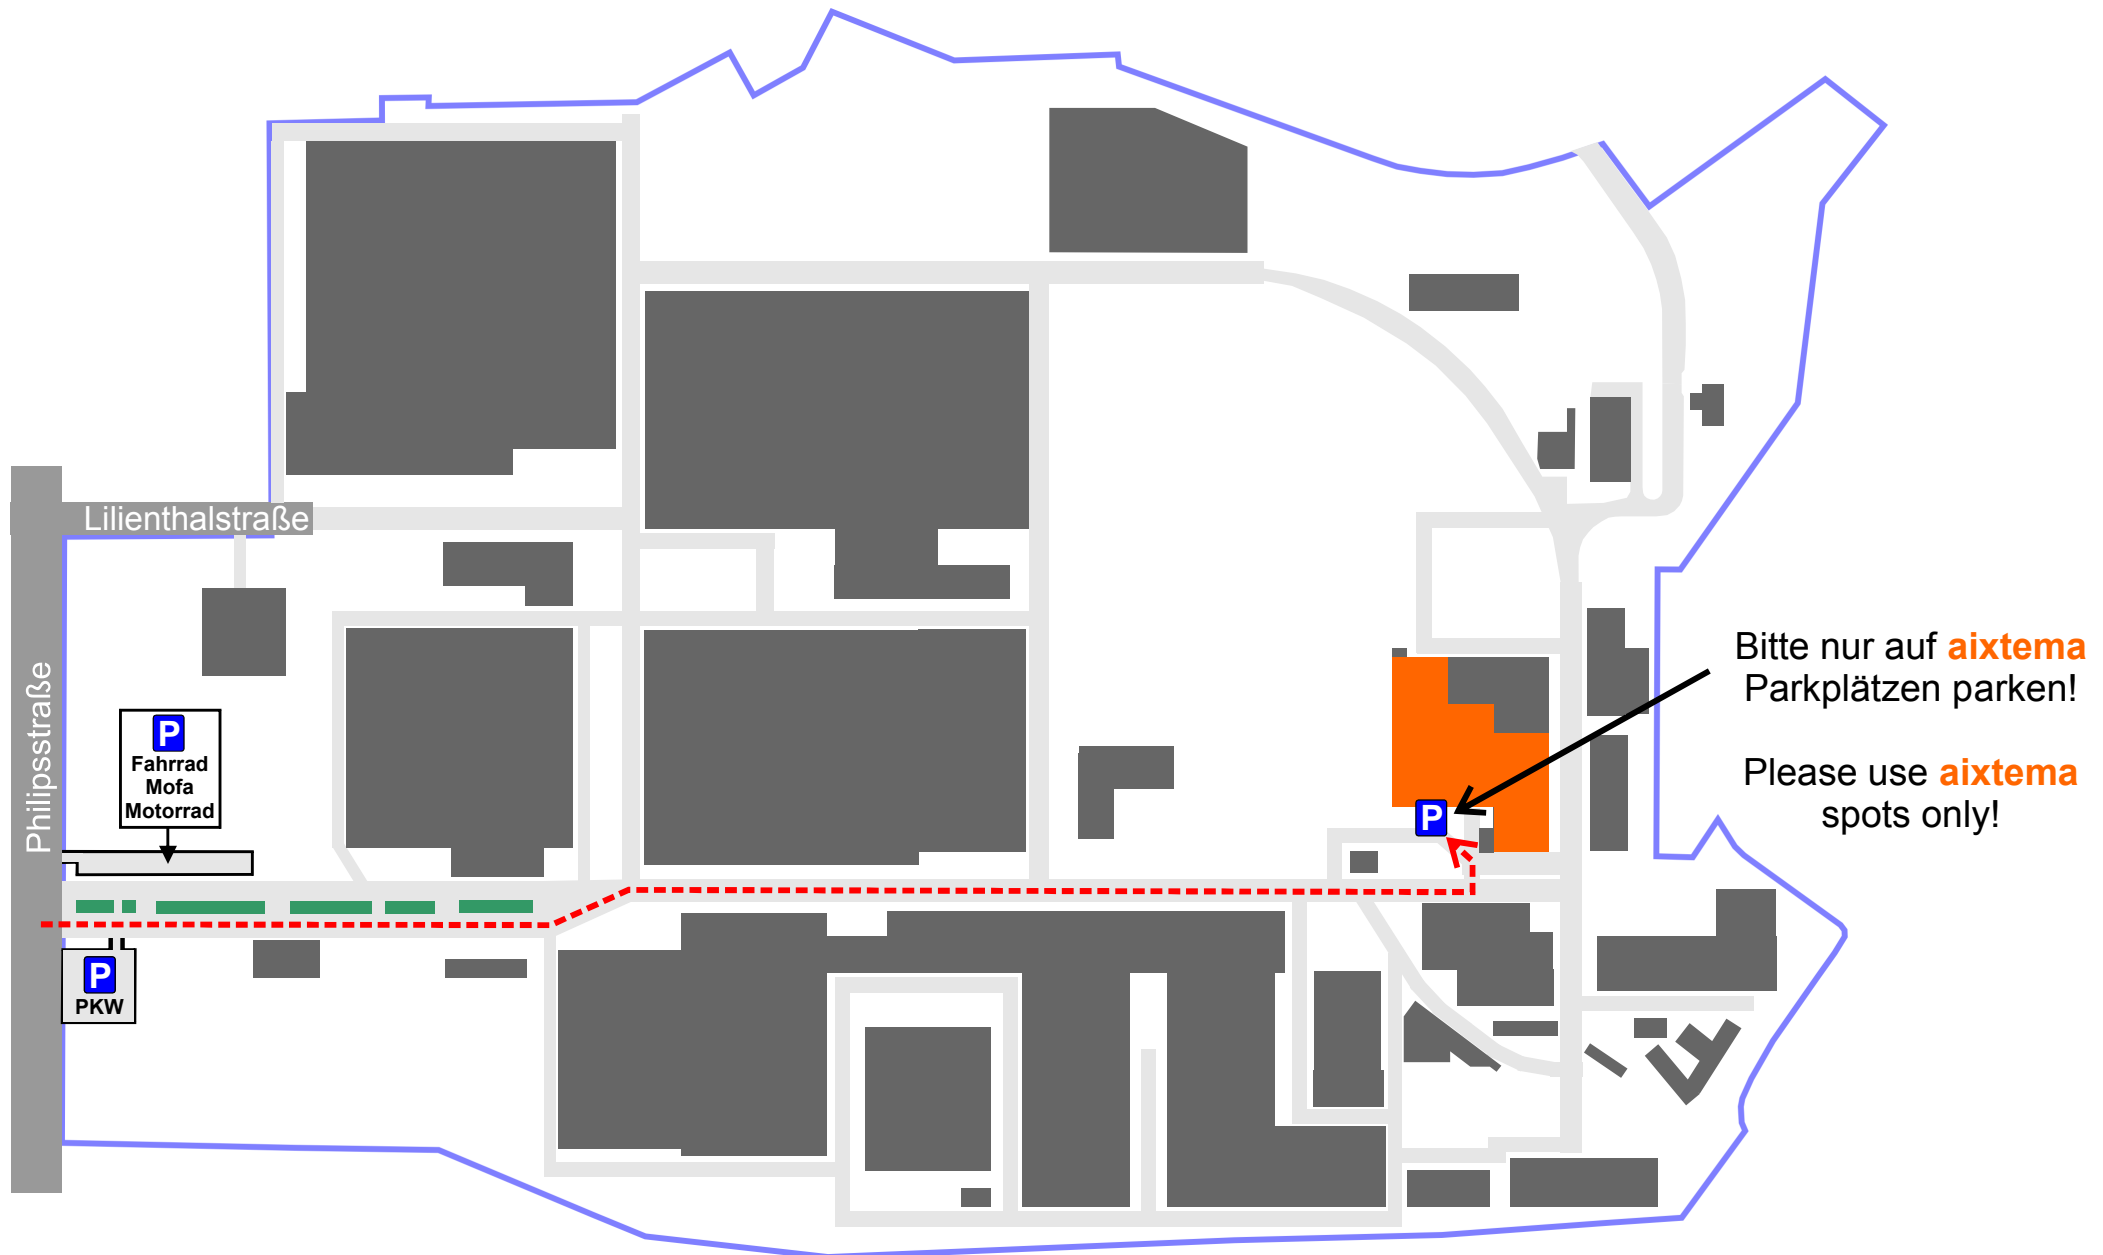 Lilienthalstraße
Philipsstraße
P
Fahrrad
Mofa
Motorrad
P
PKW
P
Bitte nur auf aixtema
Parkplätzen parken!
Please use aixtema
spots only!